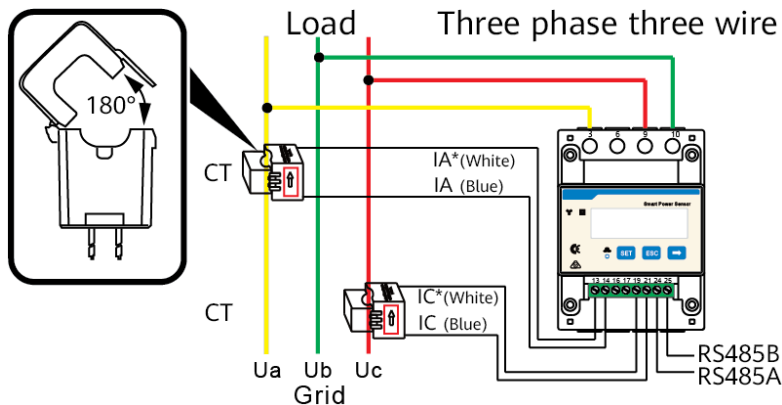 Load
Three phase three wire
180°
CT
IA*(White)
IA (Blue)
3 6 9 10
Smart Power Sensor
SET ESC
13 14 16 17 19 21 24 25
CT
IC*(White)
IC (Blue)
RS485B
RS485A
Ua Ub Uc
Grid